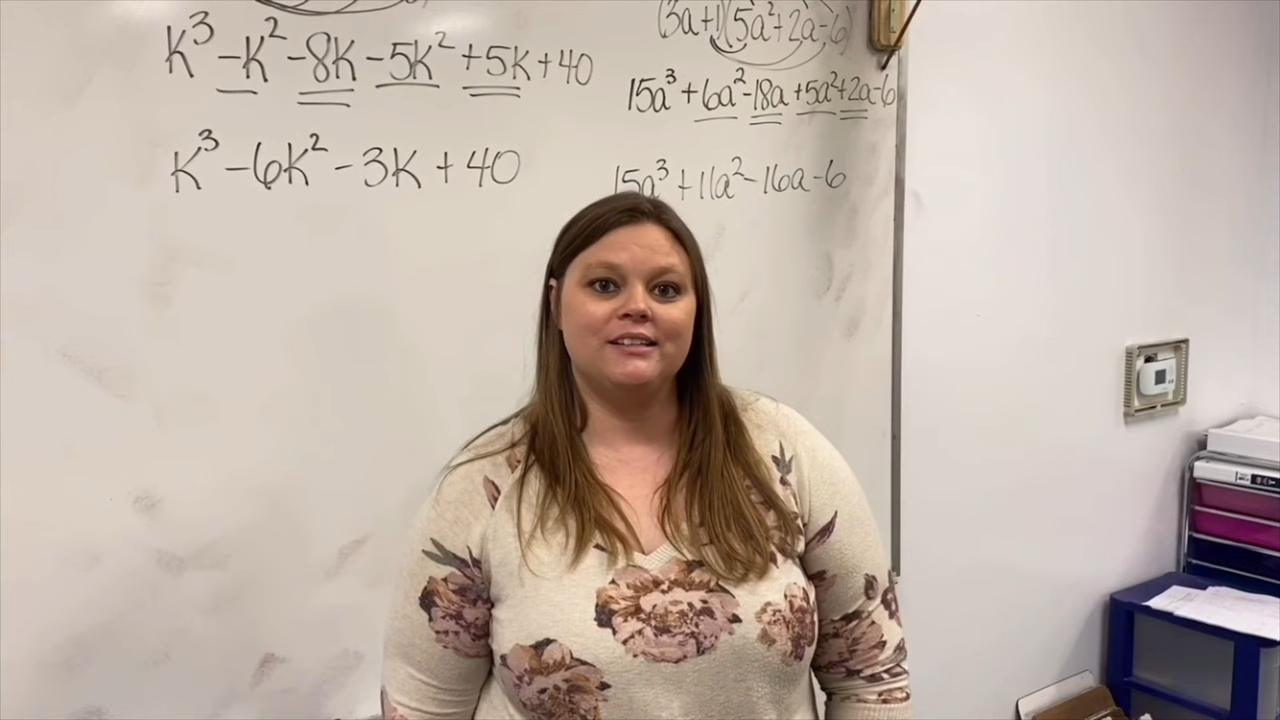 K³ - K² - 8K - 5K² + 5K + 40
K³ - 6K² - 3K + 40
(3a+1)(5a²+2a-6)
15a³ + 6a² - 18a + 5a² + 2a - 6
15a³ + 11a² - 16a - 6